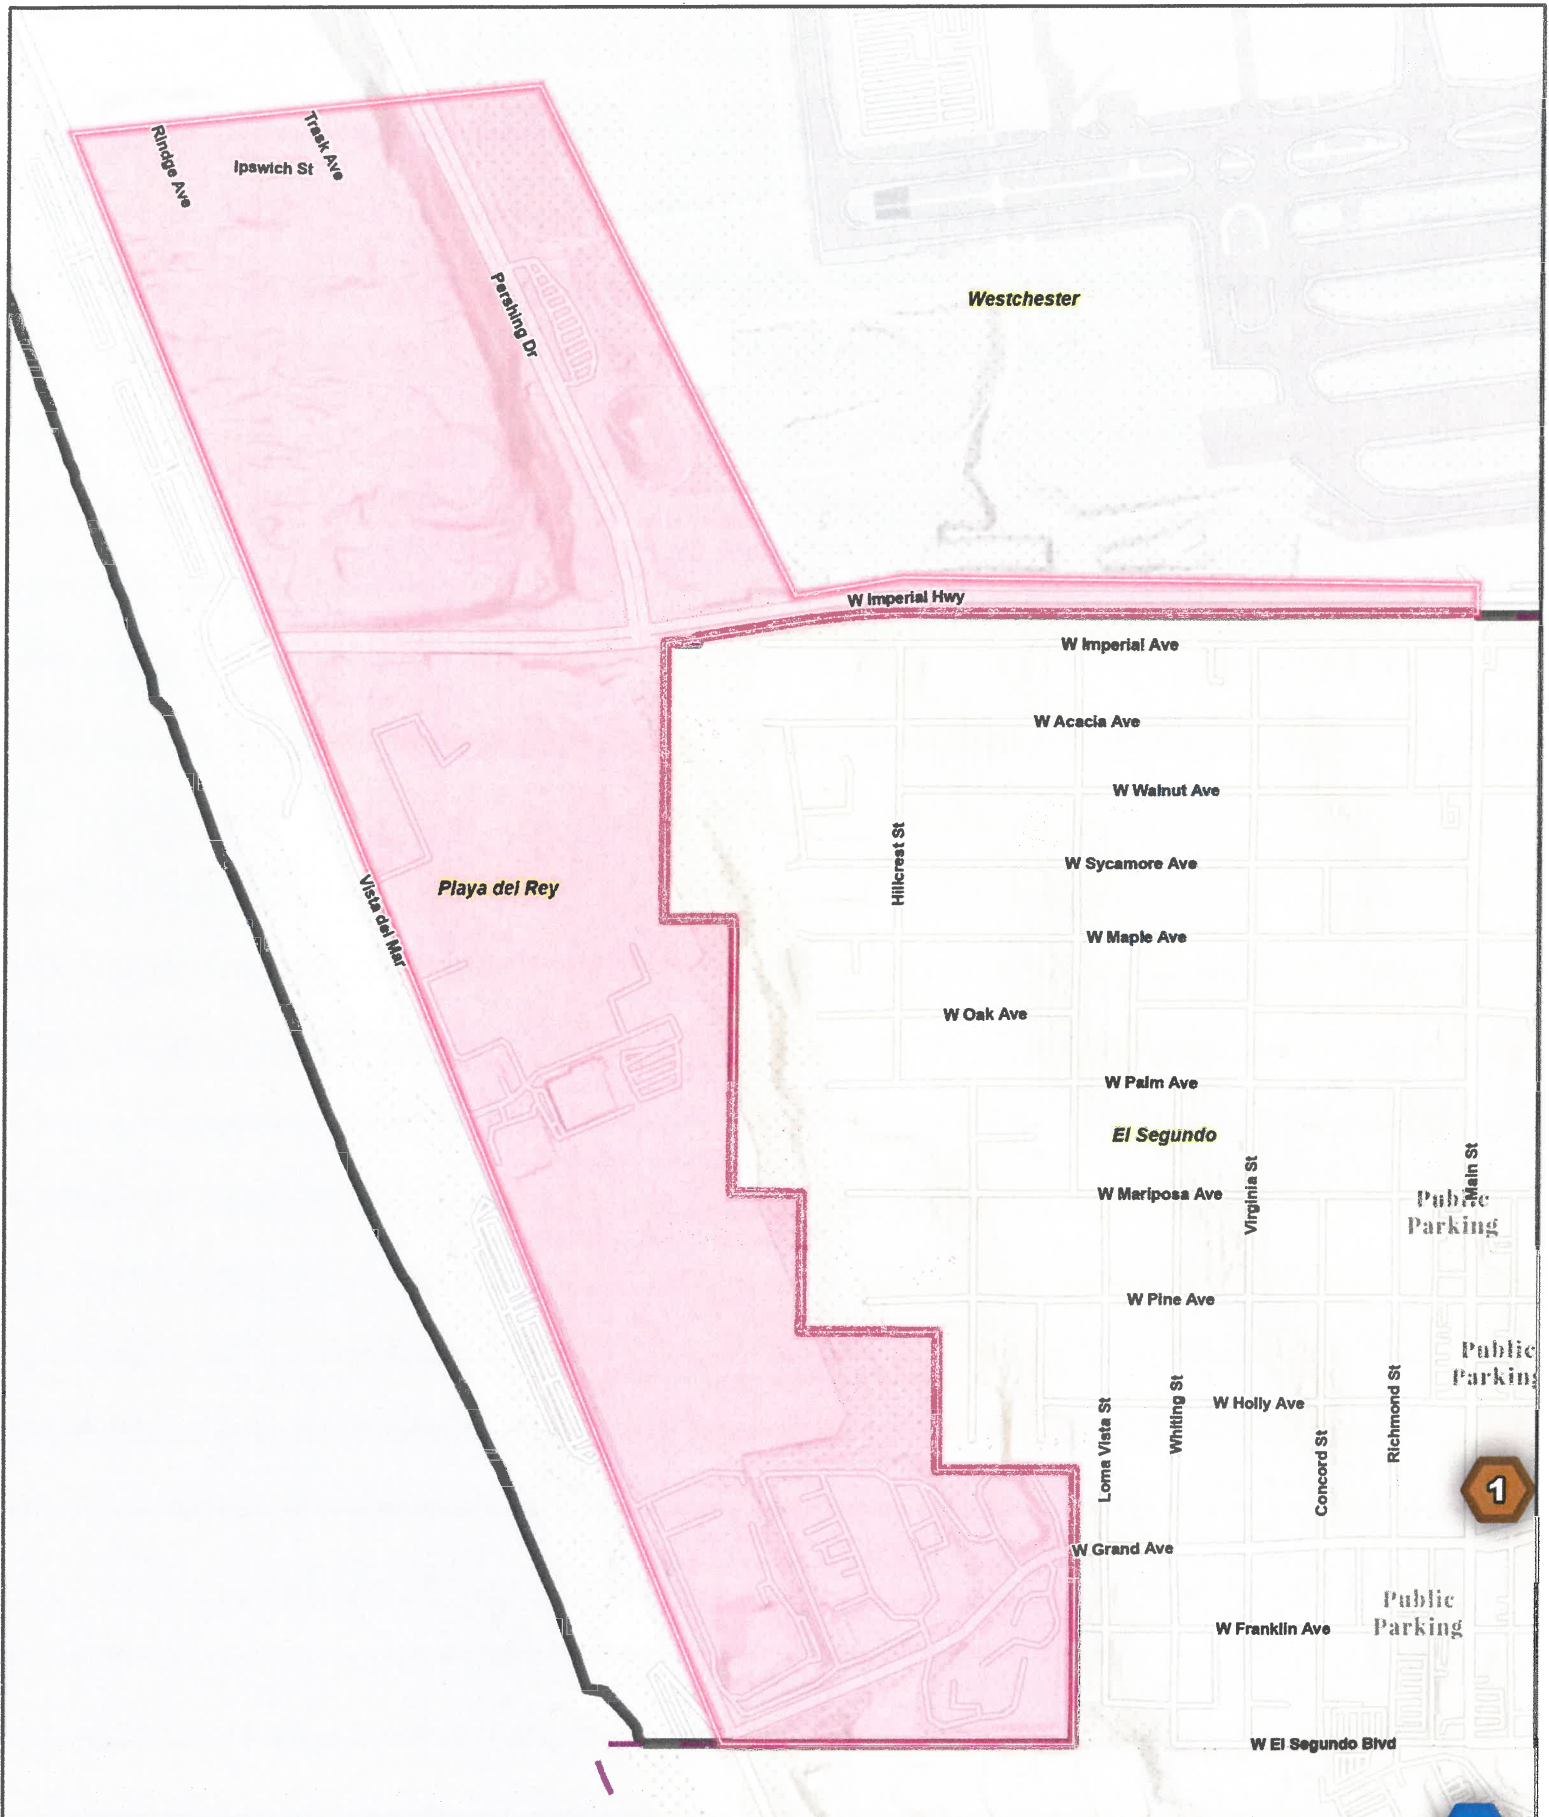 Rindge Ave
Trask Ave
Ipswich St
Pershing Dr
Westchester
W Imperial Hwy
W Imperial Ave
W Acacia Ave
W Walnut Ave
Hillcrest St
W Sycamore Ave
Playa del Rey
Vista del Mar
W Maple Ave
W Oak Ave
W Palm Ave
El Segundo
Main St
Virginia St
W Mariposa Ave
Public
Parking
W Pine Ave
Public
Parking
Loma Vista St
Whiting St
W Holly Ave
Concord St
Richmond St
1
W Grand Ave
Public
Parking
W Franklin Ave
W El Segundo Blvd